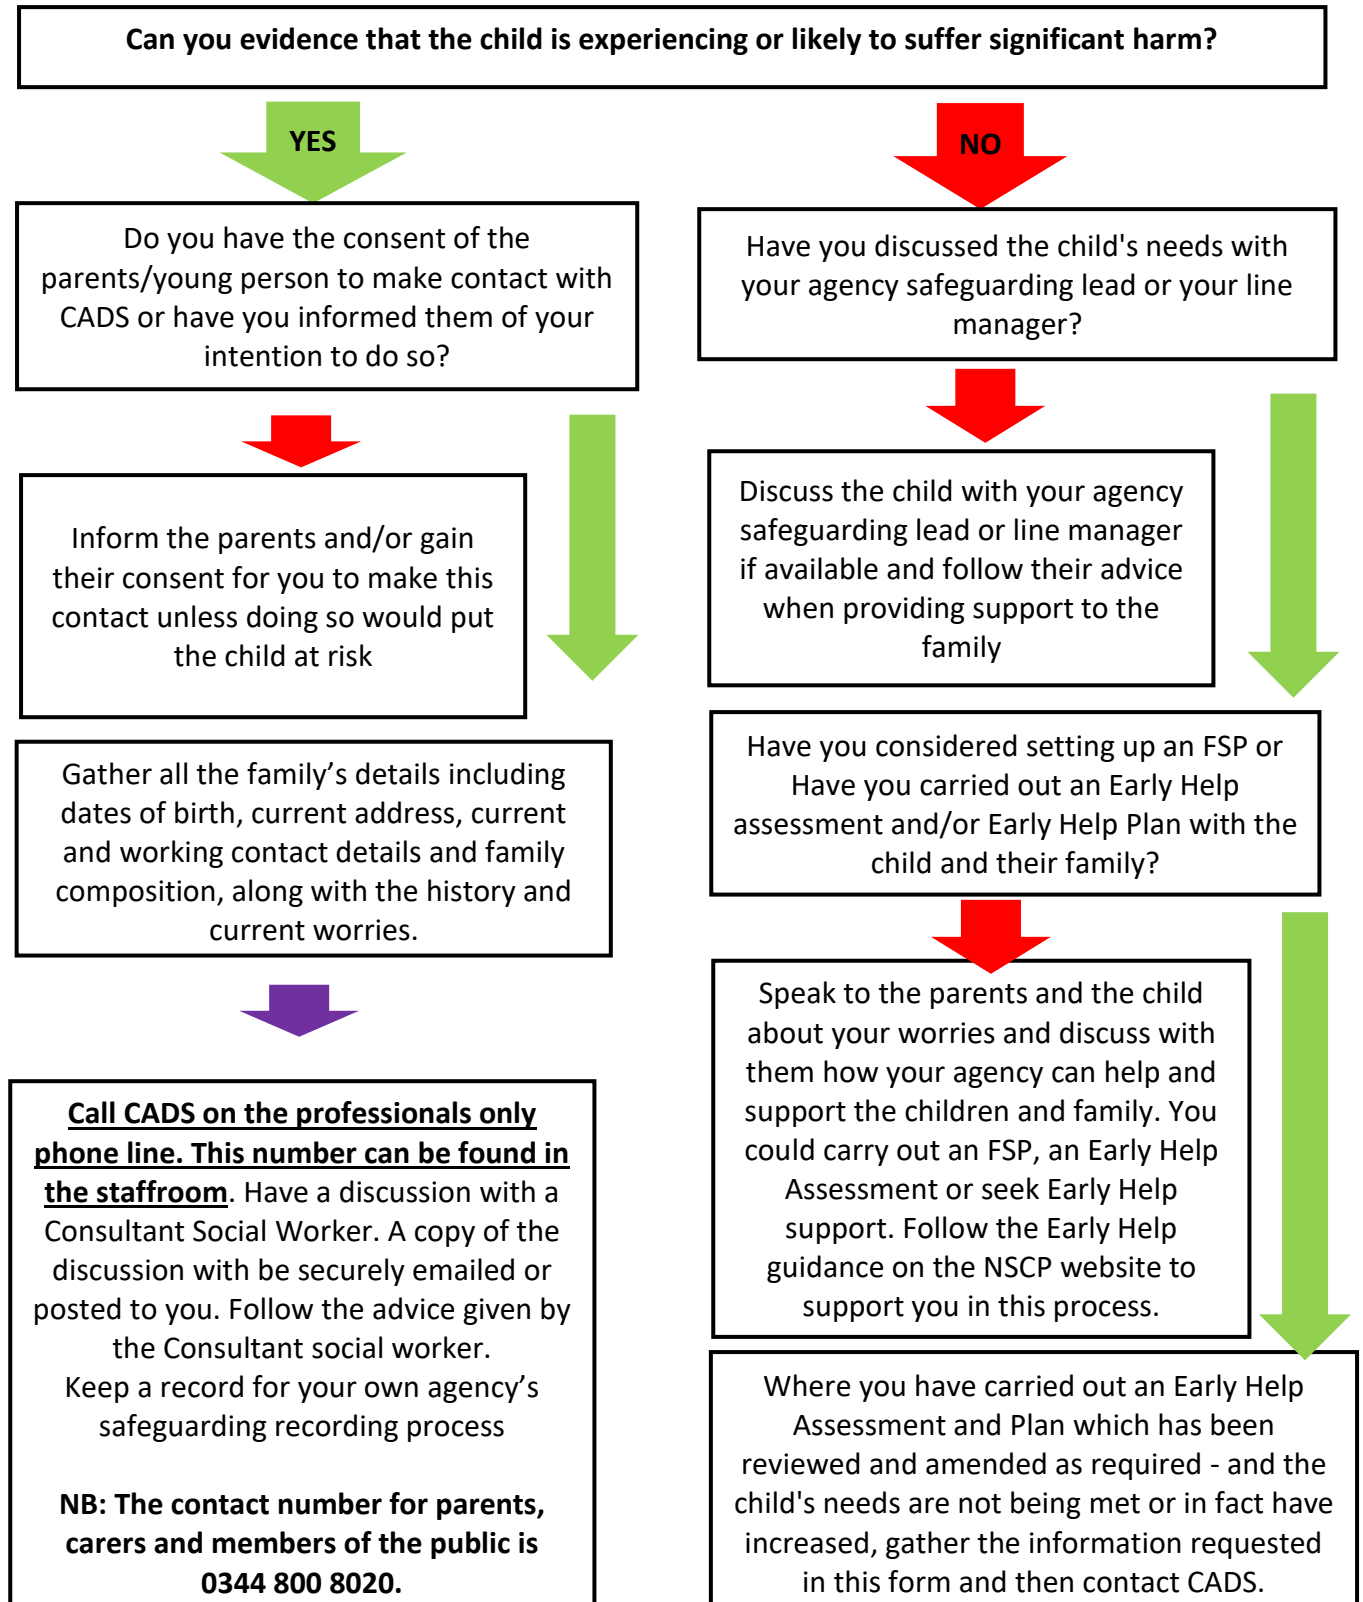 Can you evidence that the child is experiencing or likely to suffer significant harm?
YES
Do you have the consent of the
parents/young person to make contact with
CADS or have you informed them of your
intention to do so?
Inform the parents and/or gain
their consent for you to make this
contact unless doing so would put
the child at risk
Gather all the family’s details including
dates of birth, current address, current
and working contact details and family
composition, along with the history and
current worries.
Call CADS on the professionals only
phone line. This number can be found in
the staffroom. Have a discussion with a
Consultant Social Worker. A copy of the
discussion with be securely emailed or
posted to you. Follow the advice given by
the Consultant social worker.
Keep a record for your own agency’s
safeguarding recording process
NB: The contact number for parents,
carers and members of the public is
0344 800 8020.
NO
Have you discussed the child's needs with
your agency safeguarding lead or your line
manager?
Discuss the child with your agency
safeguarding lead or line manager
if available and follow their advice
when providing support to the
family
Have you considered setting up an FSP or
Have you carried out an Early Help
assessment and/or Early Help Plan with the
child and their family?
Speak to the parents and the child
about your worries and discuss with
them how your agency can help and
support the children and family. You
could carry out an FSP, an Early Help
Assessment or seek Early Help
support. Follow the Early Help
guidance on the NSCP website to
support you in this process.
Where you have carried out an Early Help
Assessment and Plan which has been
reviewed and amended as required - and the
child's needs are not being met or in fact have
increased, gather the information requested
in this form and then contact CADS.